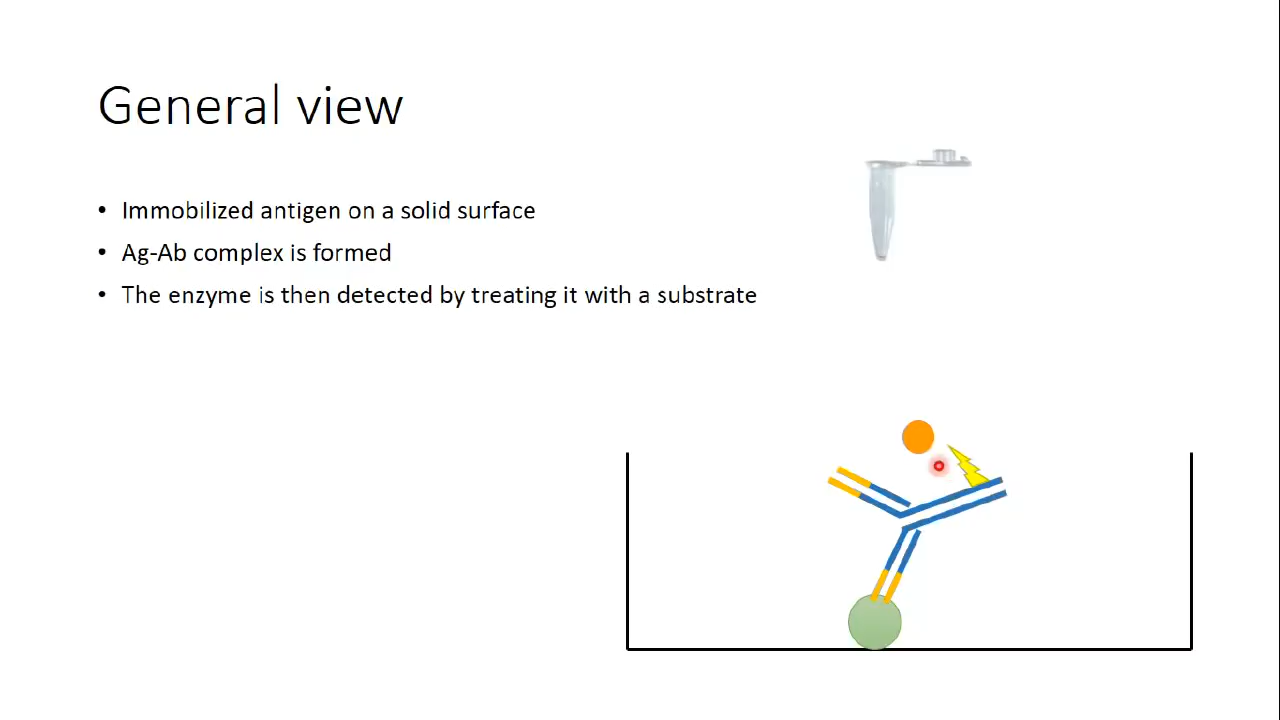 General view
• Immobilized antigen on a solid surface
• Ag-Ab complex is formed
• The enzyme is then detected by treating it with a substrate